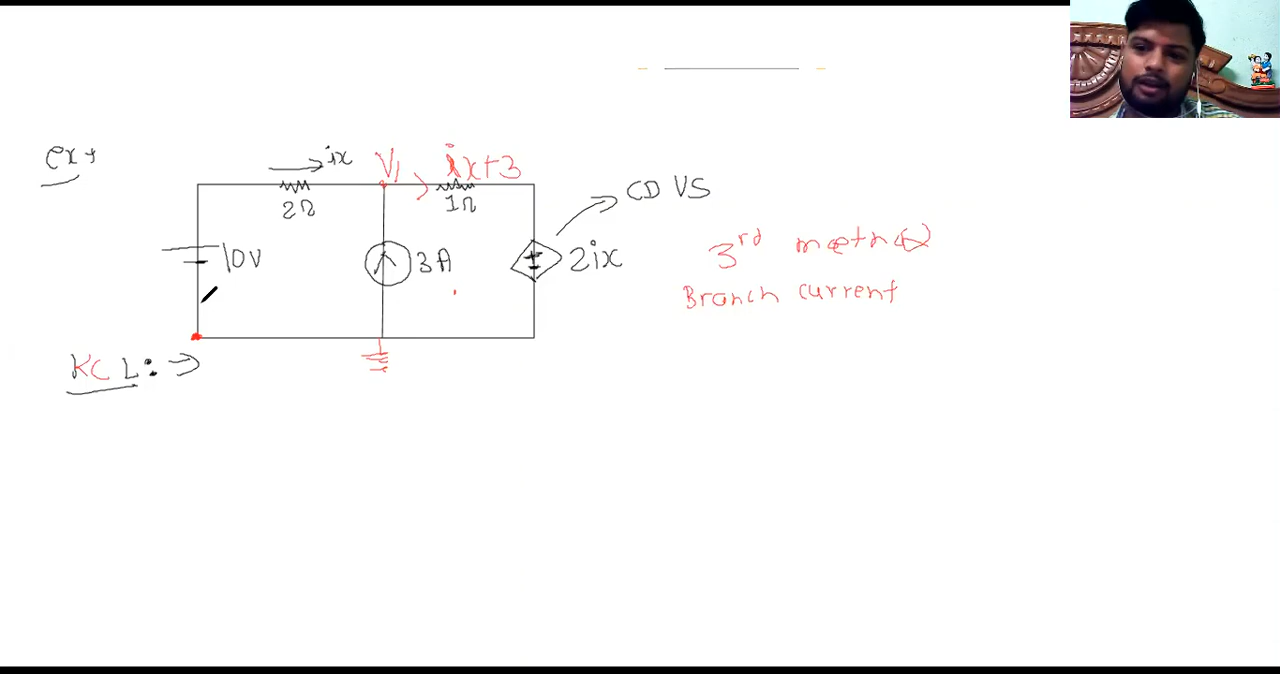 ex+
ix
V1
ix+3
2Ω
1Ω
CD VS
10V
3A
2ix
3rd method
Branch current
KCL:→